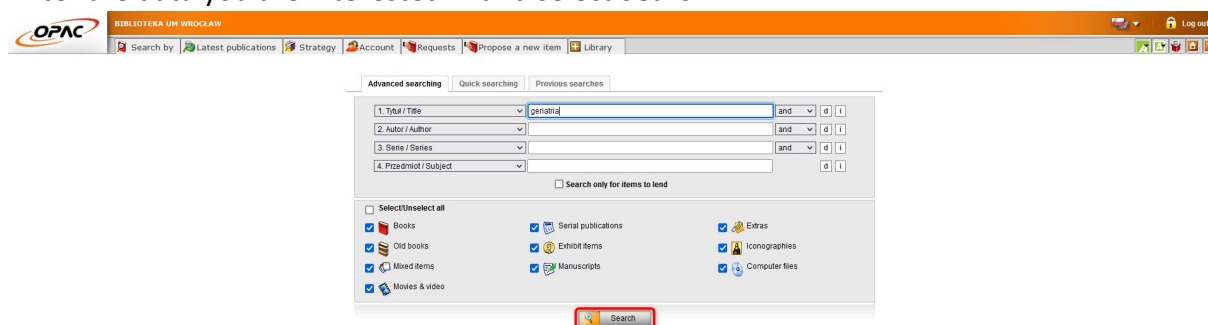 OPAC
BIBLIOTEKA UM WROCŁAW
Log out
Search by Latest publications Strategy Account Requests Propose a new item Library
Advanced searching Quick searching Previous searches
1. Tytuł / Title geriatria and d i
2. Autor / Author and d i
3. Serie / Series and d i
4. Przedmiot / Subject d i
Search only for items to lend
Select/Unselect all
Books Serial publications Extras
Old books Exhibit items Iconographies
Mixed items Manuscripts Computer files
Movies & video
Search